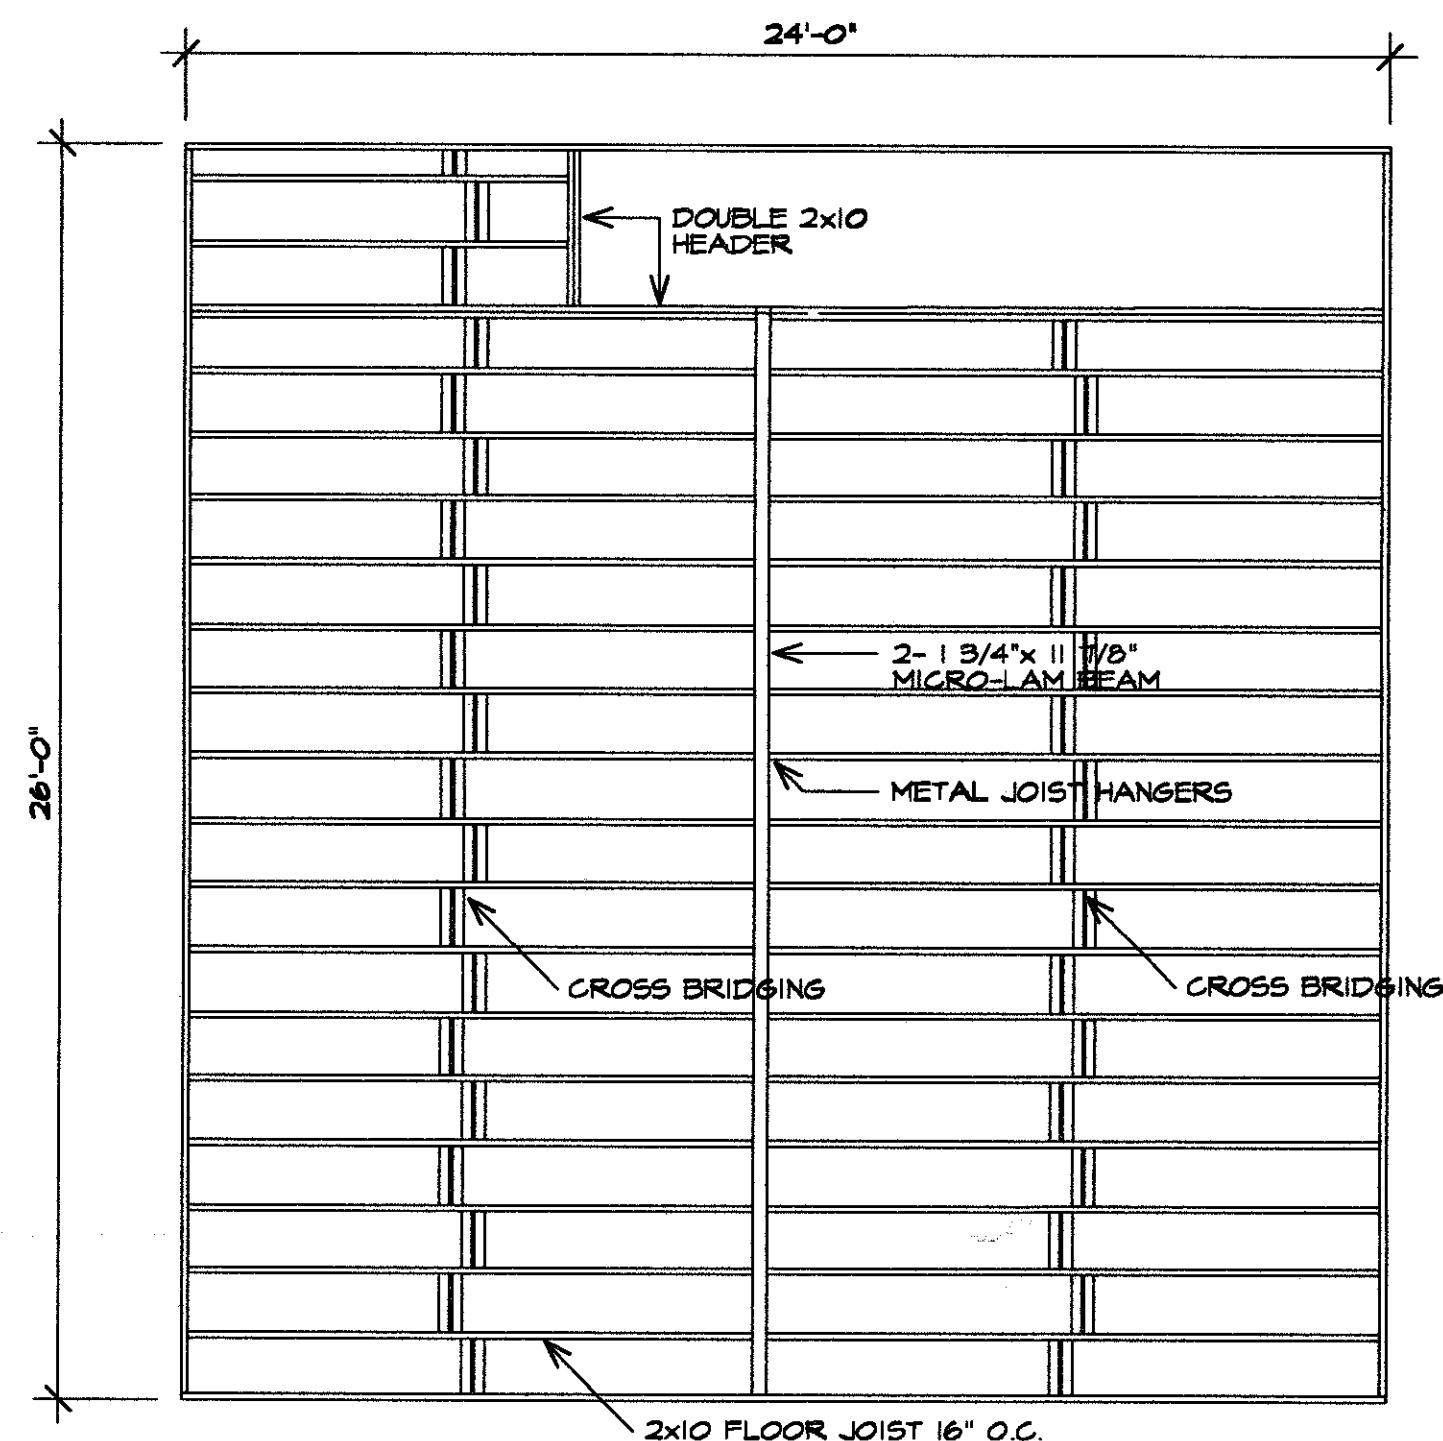 24'-0"
DOUBLE 2x10
HEADER
2- 1 3/4"x 11 7/8"
MICRO-LAM BEAM
26'-0"
METAL JOIST HANGERS
CROSS BRIDGING
CROSS BRIDGING
2x10 FLOOR JOIST 16" O.C.